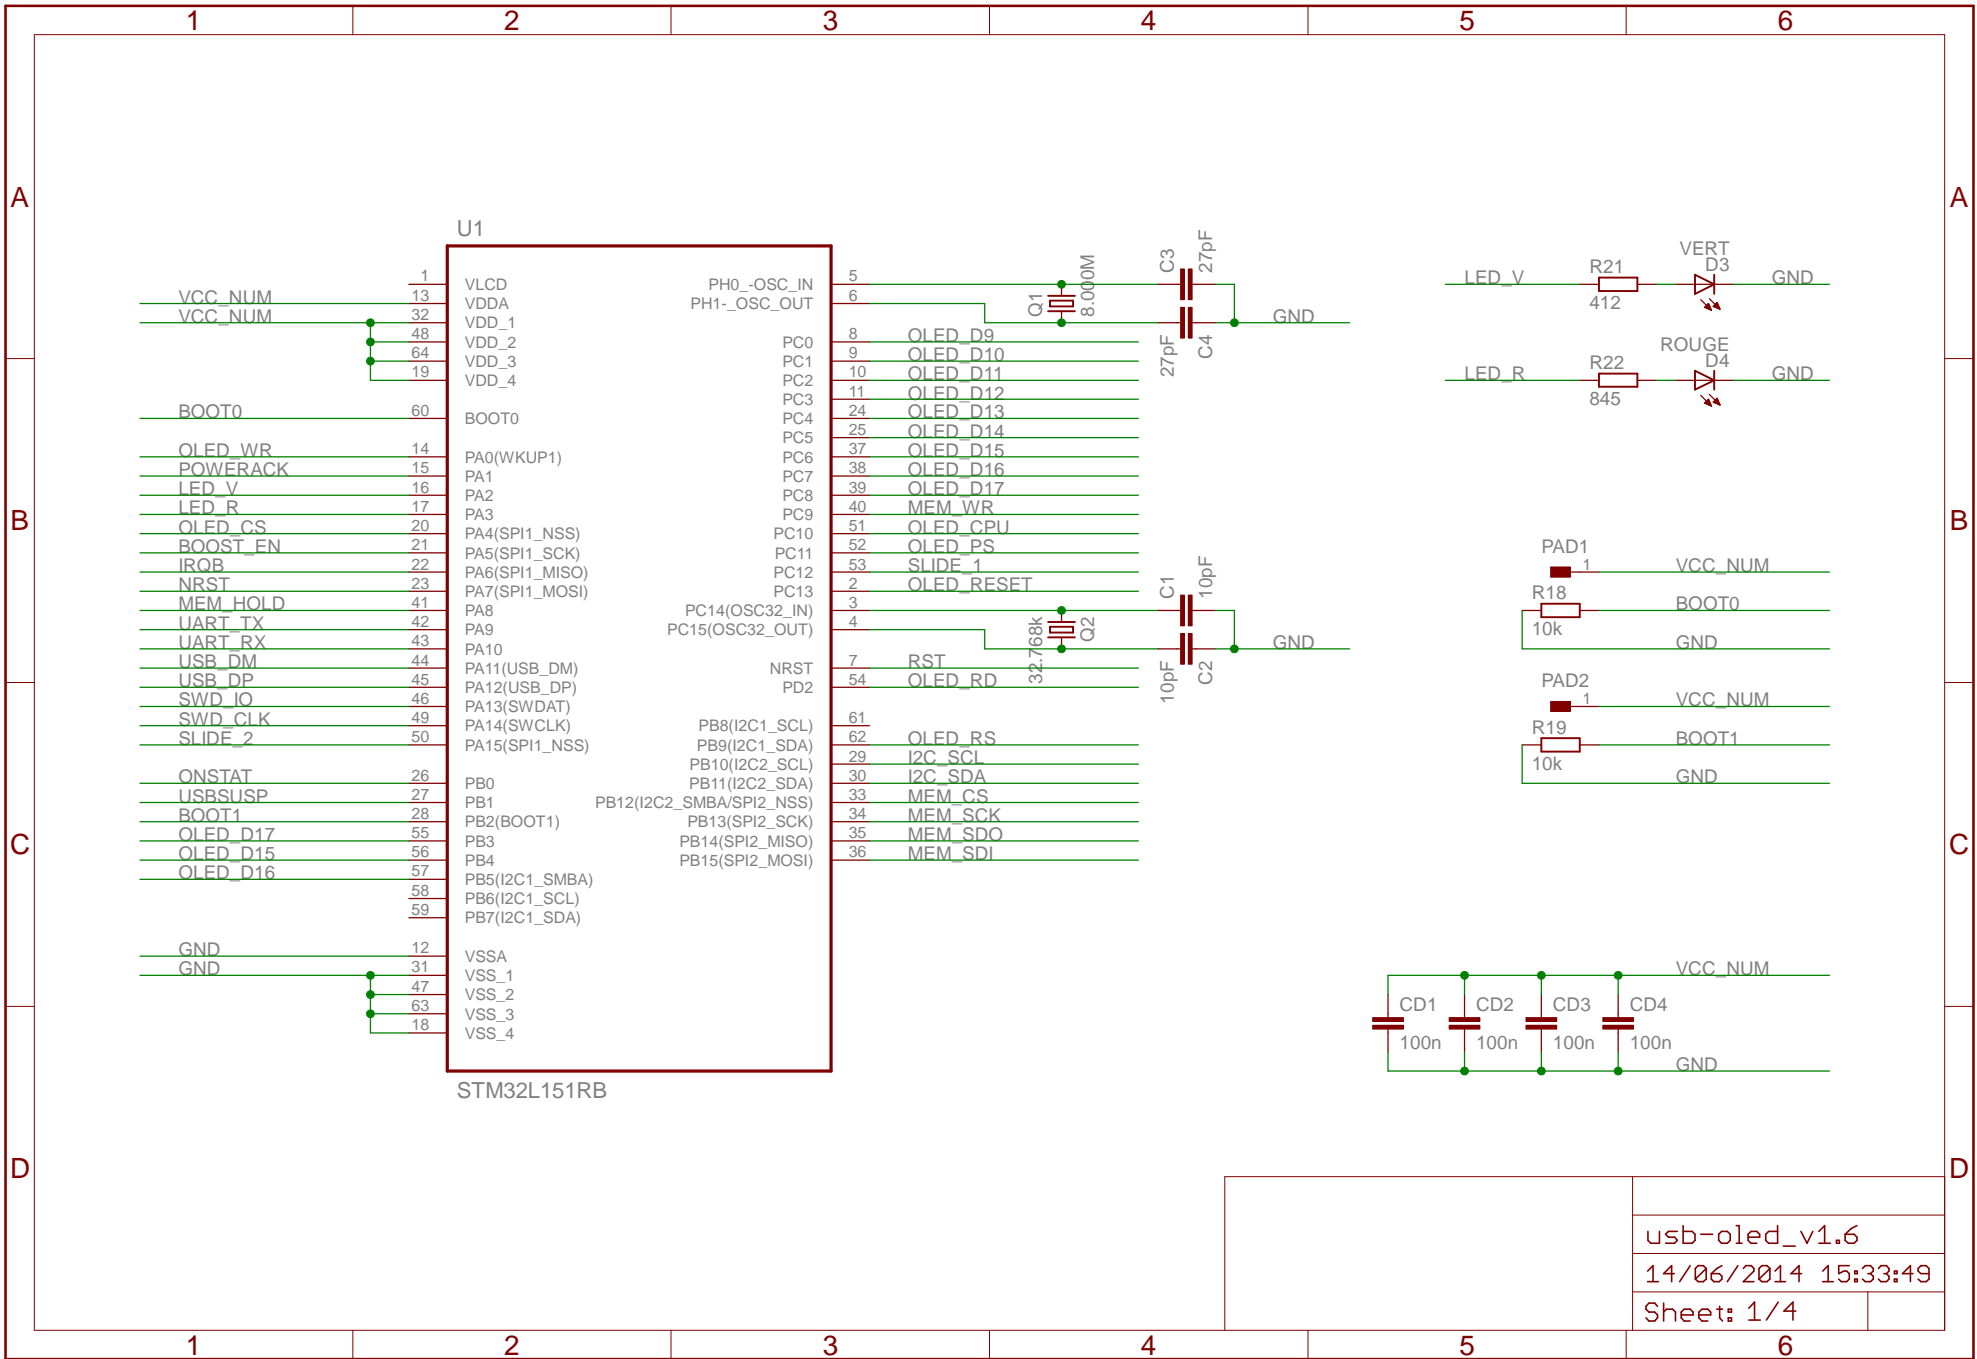 1 2 3 4 5 6
A A
B B
C C
D D
U1
1 VLCD
VCC_NUM 13 VDDA
VCC_NUM 32 VDD_1
48 VDD_2
64 VDD_3
19 VDD_4
BOOT0 60 BOOT0
OLED_WR 14 PA0(WKUP1)
POWERACK 15 PA1
LED_V 16 PA2
LED_R 17 PA3
OLED_CS 20 PA4(SPI1_NSS)
BOOST_EN 21 PA5(SPI1_SCK)
IRQB 22 PA6(SPI1_MISO)
NRST 23 PA7(SPI1_MOSI)
MEM_HOLD 41 PA8
UART_TX 42 PA9
UART_RX 43 PA10
USB_DM 44 PA11(USB_DM)
USB_DP 45 PA12(USB_DP)
SWD_IO 46 PA13(SWDAT)
SWD_CLK 49 PA14(SWCLK)
SLIDE_2 50 PA15(SPI1_NSS)
ONSTAT 26 PB0
USBSUSP 27 PB1
BOOT1 28 PB2(BOOT1)
OLED_D17 55 PB3
OLED_D15 56 PB4
OLED_D16 57 PB5(I2C1_SMBA)
58 PB6(I2C1_SCL)
59 PB7(I2C1_SDA)
GND 12 VSSA
GND 31 VSS_1
47 VSS_2
63 VSS_3
18 VSS_4
STM32L151RB
PH0_-OSC_IN 5
PH1-_OSC_OUT 6
PC0 8 OLED_D9
PC1 9 OLED_D10
PC2 10 OLED_D11
PC3 11 OLED_D12
PC4 24 OLED_D13
PC5 25 OLED_D14
PC6 37 OLED_D15
PC7 38 OLED_D16
PC8 39 OLED_D17
PC9 40 MEM_WR
PC10 51 OLED_CPU
PC11 52 OLED_PS
PC12 53 SLIDE_1
PC13 2 OLED_RESET
PC14(OSC32_IN) 3
PC15(OSC32_OUT) 4
NRST 7 RST
PD2 54 OLED_RD
PB8(I2C1_SCL) 61
PB9(I2C1_SDA) 62 OLED_RS
PB10(I2C2_SCL) 29 I2C_SCL
PB11(I2C2_SDA) 30 I2C_SDA
PB12(I2C2_SMBA/SPI2_NSS) 33 MEM_CS
PB13(SPI2_SCK) 34 MEM_SCK
PB14(SPI2_MISO) 35 MEM_SDO
PB15(SPI2_MOSI) 36 MEM_SDI
Q1 8.000M
C3 27pF
27pF C4
GND
32.768k Q2
C1 10pF
10pF C2
GND
LED_V R21 412 VERT D3 GND
LED_R R22 845 ROUGE D4 GND
PAD1 1 VCC_NUM
R18 10k BOOT0
GND
PAD2 1 VCC_NUM
R19 10k BOOT1
GND
VCC_NUM
CD1 CD2 CD3 CD4
100n 100n 100n 100n
GND
usb-oled_v1.6
14/06/2014 15:33:49
Sheet: 1/4
1 2 3 4 5 6